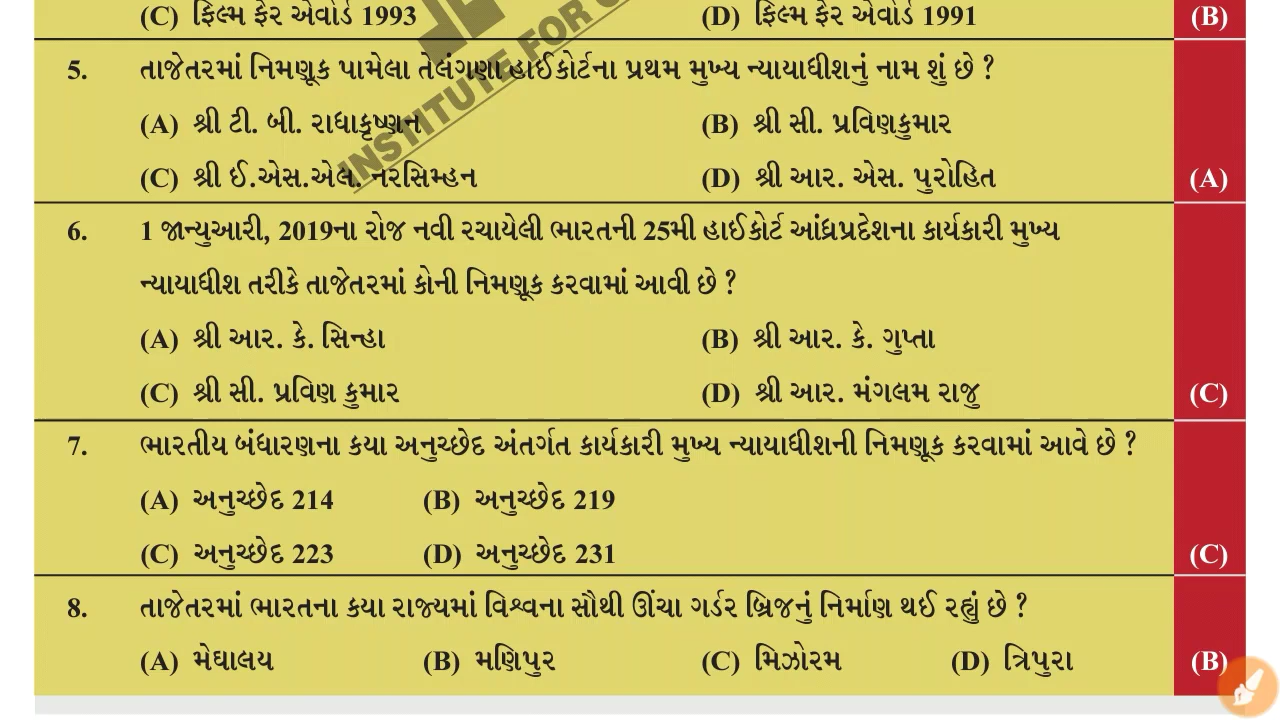 (C) ફિલ્મ ફેર એવોર્ડ 1993 (D) ફિલ્મ ફેર એવોર્ડ 1991 (B)
5. તાજેતરમાં નિમણૂક પામેલા તેલંગણા હાઈકોર્ટના પ્રથમ મુખ્ય ન્યાયાધીશનું નામ શું છે ?
(A) શ્રી ટી. બી. રાધાકૃષ્ણન (B) શ્રી સી. પ્રવિણકુમાર
(C) શ્રી ઈ.એસ.એલ. નરસિમ્હન (D) શ્રી આર. એસ. પુરોહિત (A)
INSTITUTE FOR
6. 1 જાન્યુઆરી, 2019ના રોજ નવી રચાયેલી ભારતની 25મી હાઈકોર્ટ આંધ્રપ્રદેશના કાર્યકારી મુખ્ય
ન્યાયાધીશ તરીકે તાજેતરમાં કોની નિમણૂક કરવામાં આવી છે ?
(A) શ્રી આર. કે. સિન્હા (B) શ્રી આર. કે. ગુપ્તા
(C) શ્રી સી. પ્રવિણ કુમાર (D) શ્રી આર. મંગલમ રાજુ (C)
7. ભારતીય બંધારણના કયા અનુચ્છેદ અંતર્ગત કાર્યકારી મુખ્ય ન્યાયાધીશની નિમણૂક કરવામાં આવે છે ?
(A) અનુચ્છેદ 214 (B) અનુચ્છેદ 219
(C) અનુચ્છેદ 223 (D) અનુચ્છેદ 231 (C)
8. તાજેતરમાં ભારતના કયા રાજ્યમાં વિશ્વના સૌથી ઊંચા ગર્ડર બ્રિજનું નિર્માણ થઈ રહ્યું છે ?
(A) મેઘાલય (B) મણિપુર (C) મિઝોરમ (D) ત્રિપુરા (B)